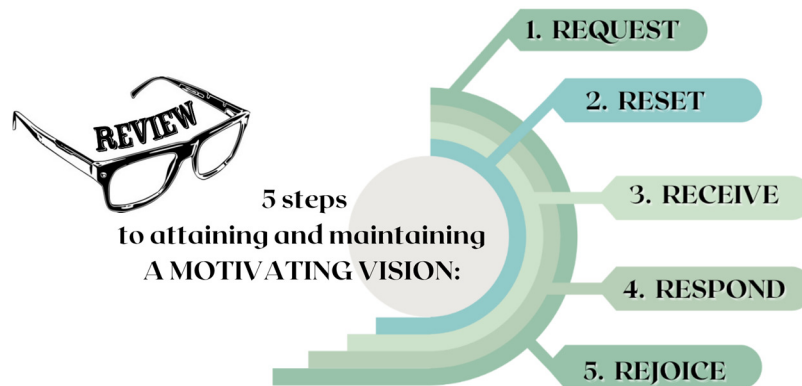 REVIEW
5 steps
to attaining and maintaining
A MOTIVATING VISION:
1. REQUEST
2. RESET
3. RECEIVE
4. RESPOND
5. REJOICE